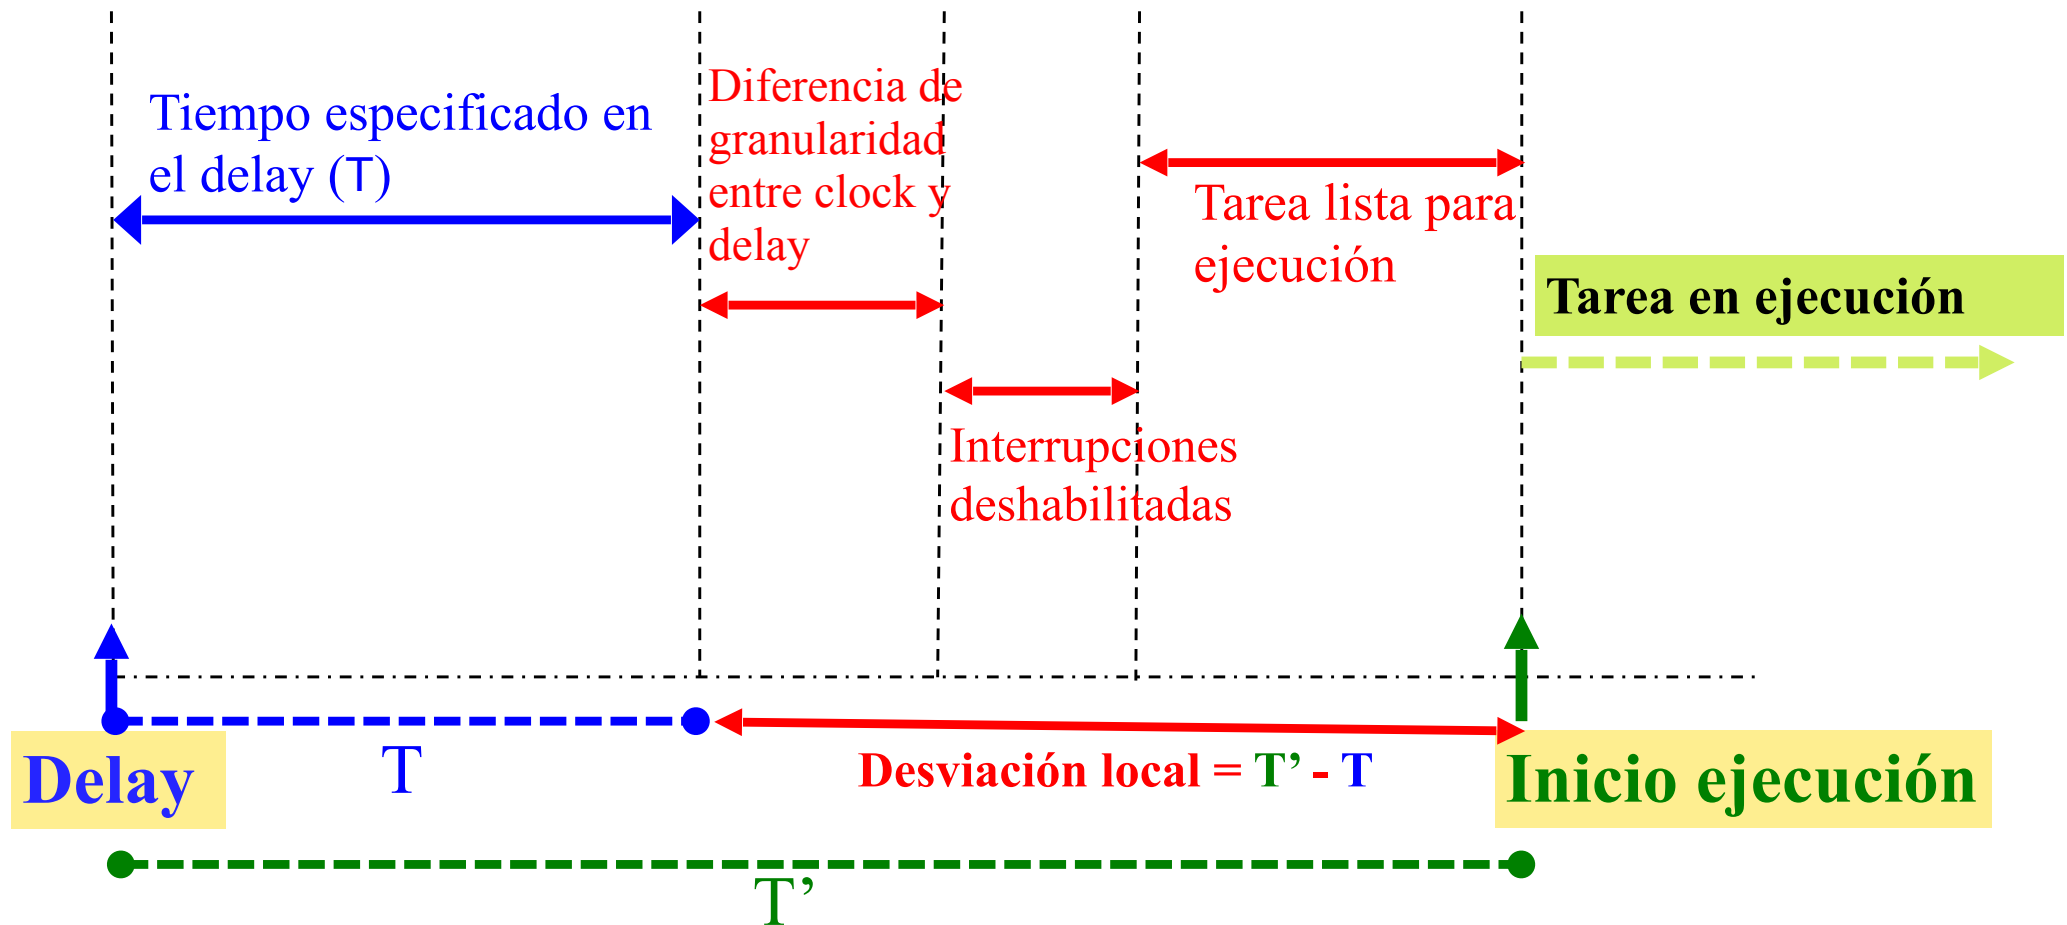 Tiempo especificado en
el delay (T)
Diferencia de
granularidad
entre clock y
delay
Tarea lista para
ejecución
Tarea en ejecución
Interrupciones
deshabilitadas
Delay
T
Desviación local = T’ - T
Inicio ejecución
T’